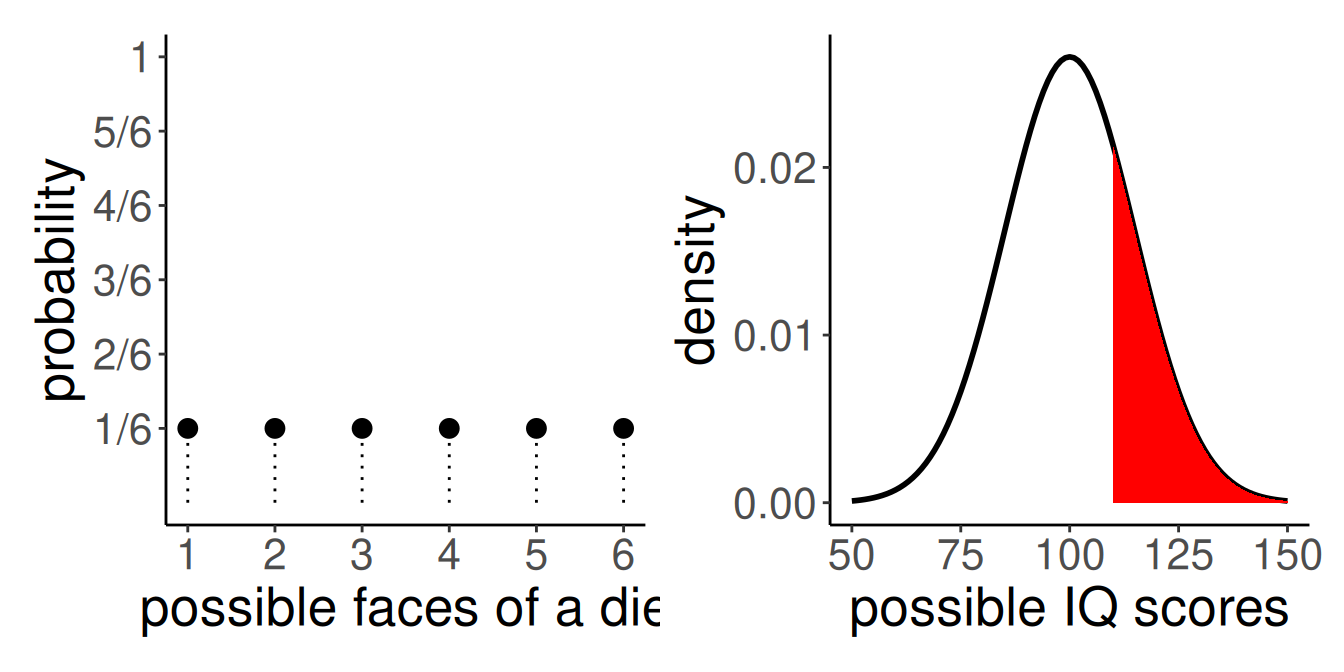 probability
1
5/6
4/6
3/6
2/6
1/6
1 2 3 4 5 6
possible faces of a die
density
0.02
0.01
0.00
50 75 100 125 150
possible IQ scores